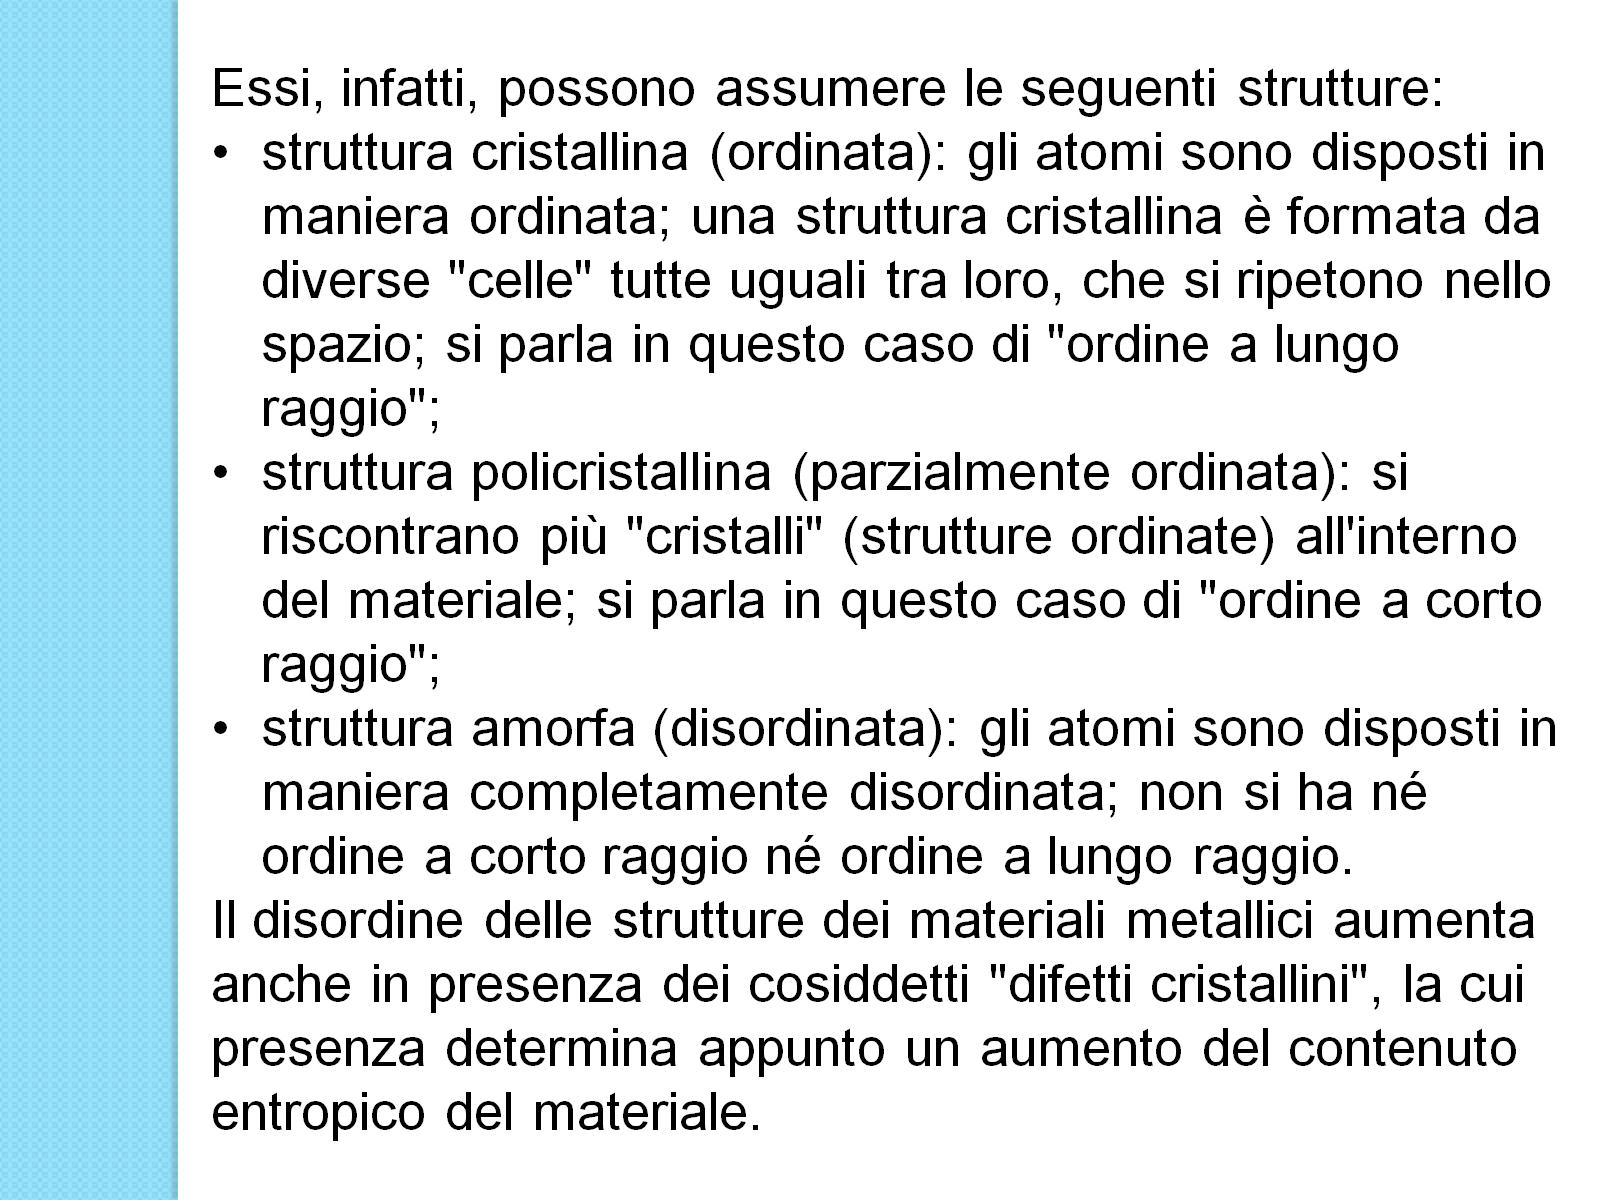 Essi, infatti, possono assumere le seguenti strutture:
• struttura cristallina (ordinata): gli atomi sono disposti in
maniera ordinata; una struttura cristallina è formata da
diverse "celle" tutte uguali tra loro, che si ripetono nello
spazio; si parla in questo caso di "ordine a lungo
raggio";
• struttura policristallina (parzialmente ordinata): si
riscontrano più "cristalli" (strutture ordinate) all'interno
del materiale; si parla in questo caso di "ordine a corto
raggio";
• struttura amorfa (disordinata): gli atomi sono disposti in
maniera completamente disordinata; non si ha né
ordine a corto raggio né ordine a lungo raggio.
Il disordine delle strutture dei materiali metallici aumenta
anche in presenza dei cosiddetti "difetti cristallini", la cui
presenza determina appunto un aumento del contenuto
entropico del materiale.